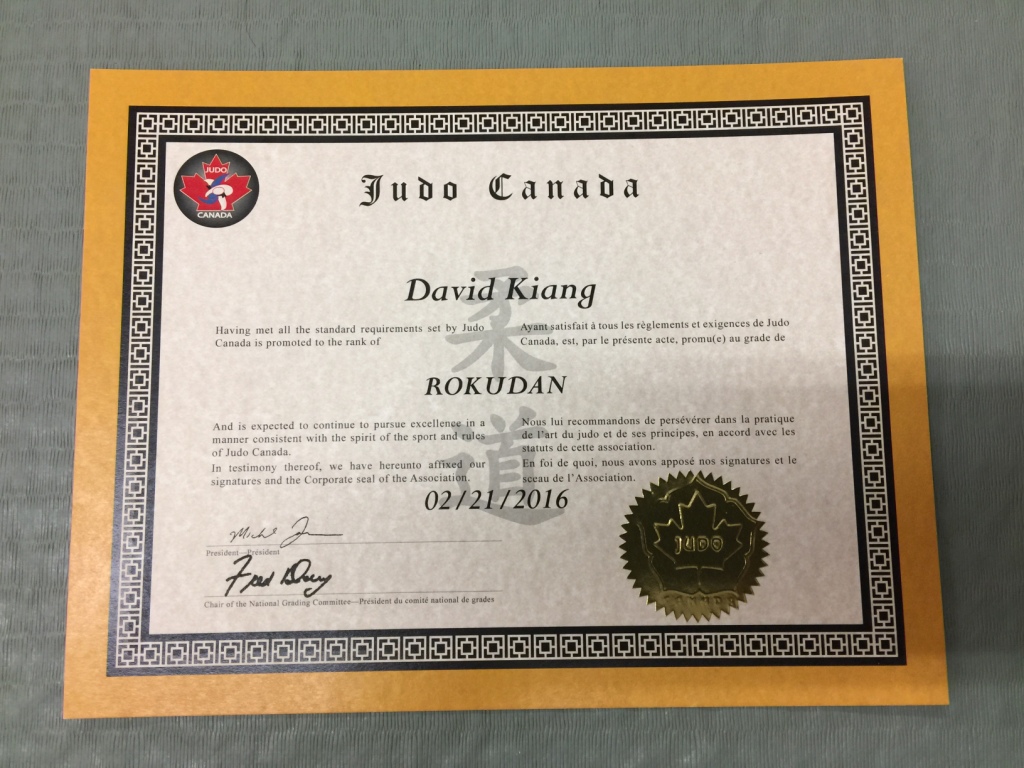 JUDO
CANADA
Judo Canada
柔道
David Kiang
Having met all the standard requirements set by Judo
Canada is promoted to the rank of
Ayant satisfait à tous les règlements et exigences de Judo
Canada, est, par le présente acte, promu(e) au grade de
ROKUDAN
And is expected to continue to pursue excellence in a
manner consistent with the spirit of the sport and rules
of Judo Canada.
In testimony thereof, we have hereunto affixed our
signatures and the Corporate seal of the Association.
Nous lui recommandons de persévérer dans la pratique
de l'art du judo et de ses principes, en accord avec les
statuts de cette association.
En foi de quoi, nous avons apposé nos signatures et le
sceau de l'Association.
02/21/2016
President—Président
Chair of the National Grading Committee—Président du comité national de grades
JUDO
CANADA